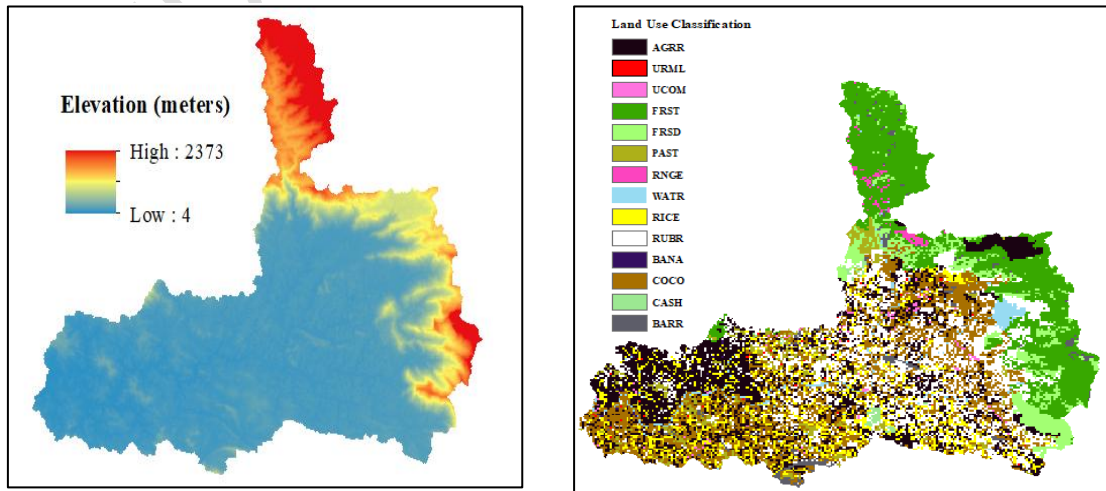 Elevation (meters)
High : 2373
Low : 4
Land Use Classification
AGRR
URML
UCOM
FRST
FRSD
PAST
RNGE
WATR
RICE
RUBR
BANA
COCO
CASH
BARR